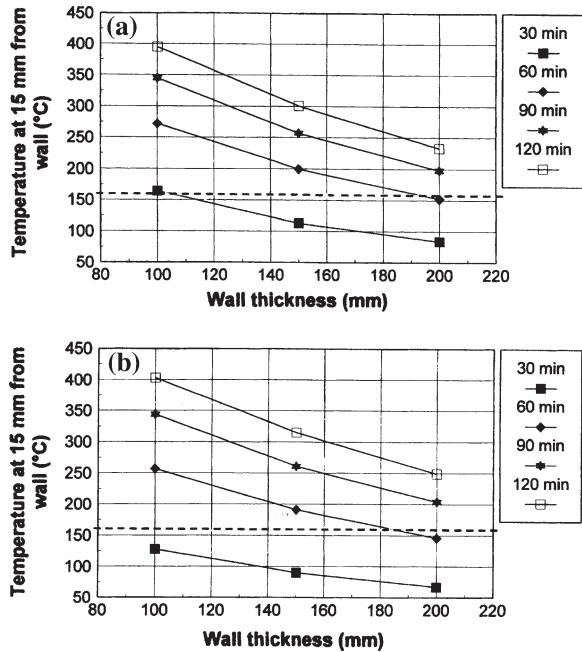 (a)
Temperature at 15 mm from
wall (°C)
450
400
350
300
250
200
150
100
50
80 100 120 140 160 180 200 220
Wall thickness (mm)
30 min
60 min
90 min
120 min
(b)
Temperature at 15 mm from
wall (°C)
450
400
350
300
250
200
150
100
50
80 100 120 140 160 180 200 220
Wall thickness (mm)
30 min
60 min
90 min
120 min